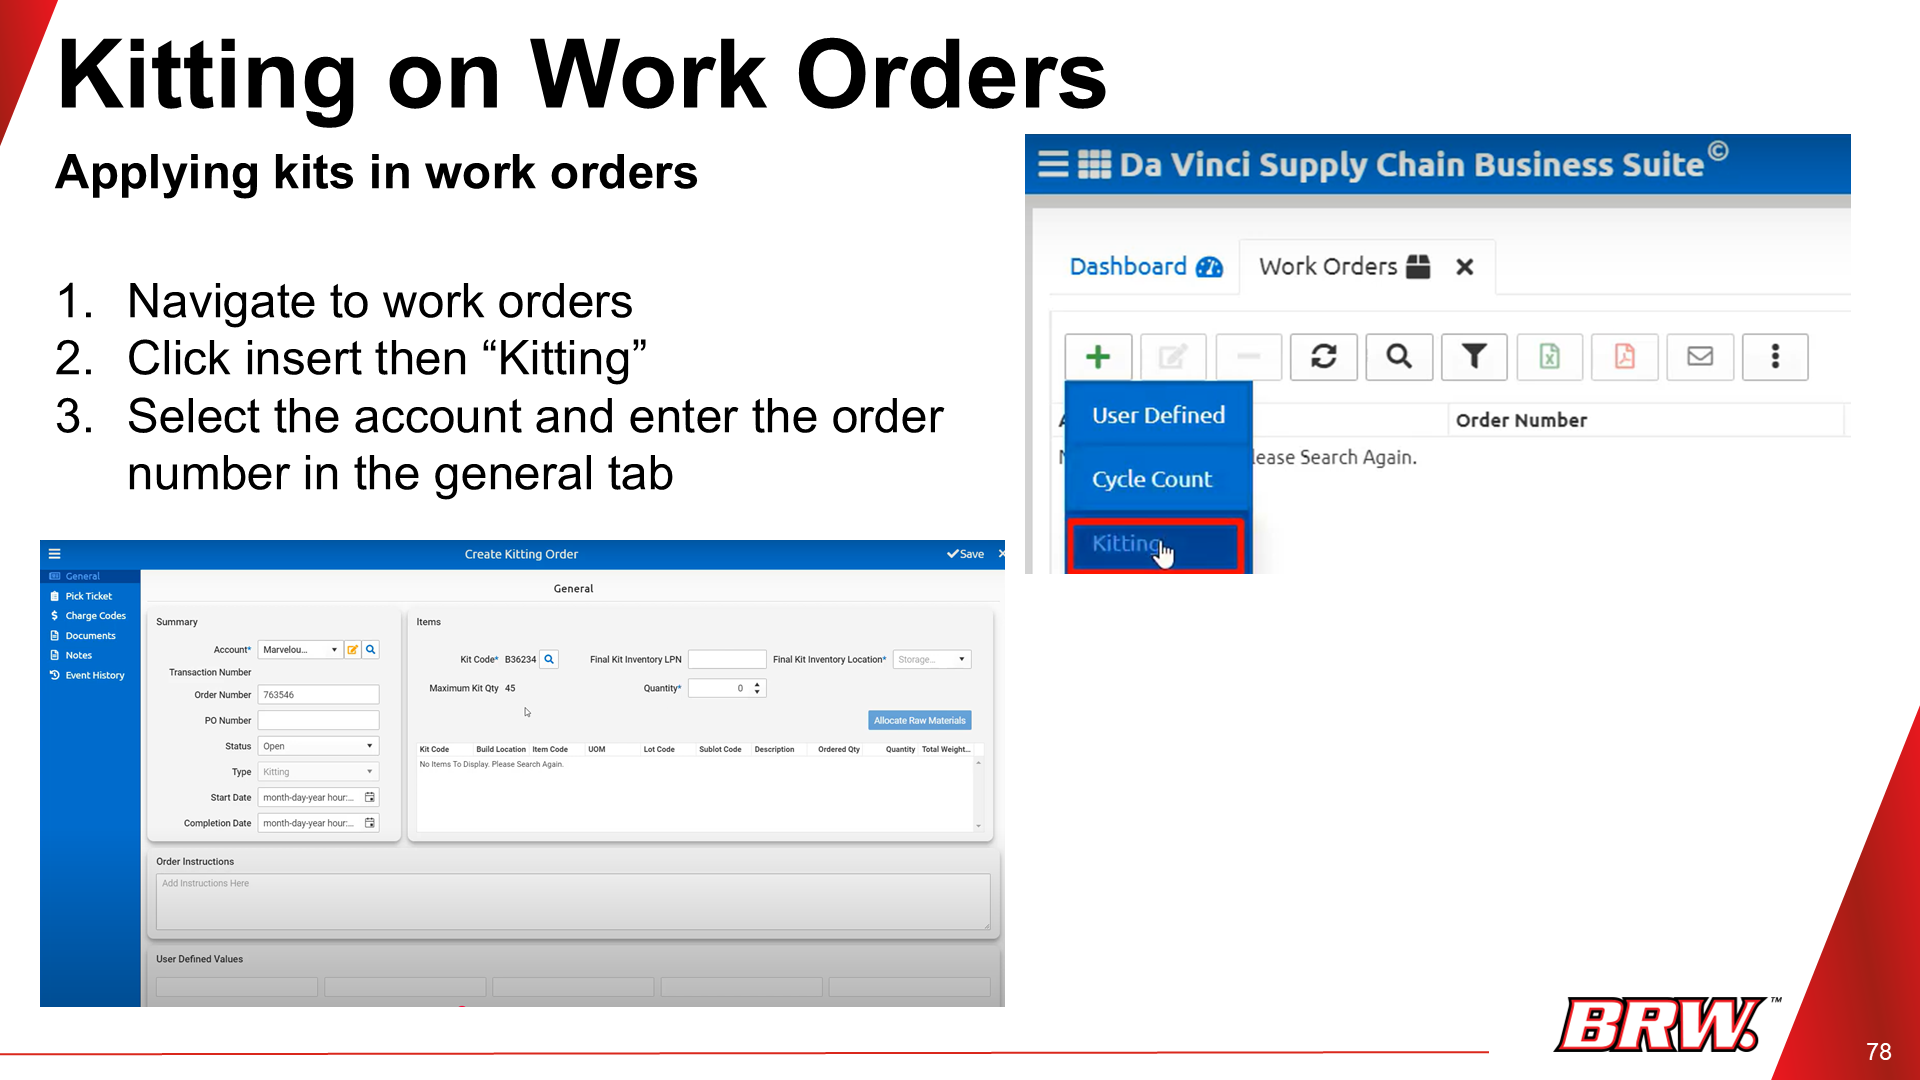 Kitting on Work Orders
Applying kits in work orders
1. Navigate to work orders
2. Click insert then “Kitting”
3. Select the account and enter the order
number in the general tab
Da Vinci Supply Chain Business Suite©
Dashboard
Work Orders
User Defined
Cycle Count
Kitting
Order Number
lease Search Again.
Create Kitting Order
Save
General
Pick Ticket
Charge Codes
Documents
Notes
Event History
General
Summary
Account* Marvelou...
Transaction Number
Order Number 763546
PO Number
Status Open
Type Kitting
Start Date month-day-year hour:...
Completion Date month-day-year hour:...
Items
Kit Code* B36234 Final Kit Inventory LPN Final Kit Inventory Location* Storage...
Maximum Kit Qty 45 Quantity* 0
Allocate Raw Materials
Kit Code Build Location Item Code UOM Lot Code Sublot Code Description Ordered Qty Quantity Total Weight...
No Items To Display. Please Search Again.
Order Instructions
Add Instructions Here
User Defined Values
BRW.™
78